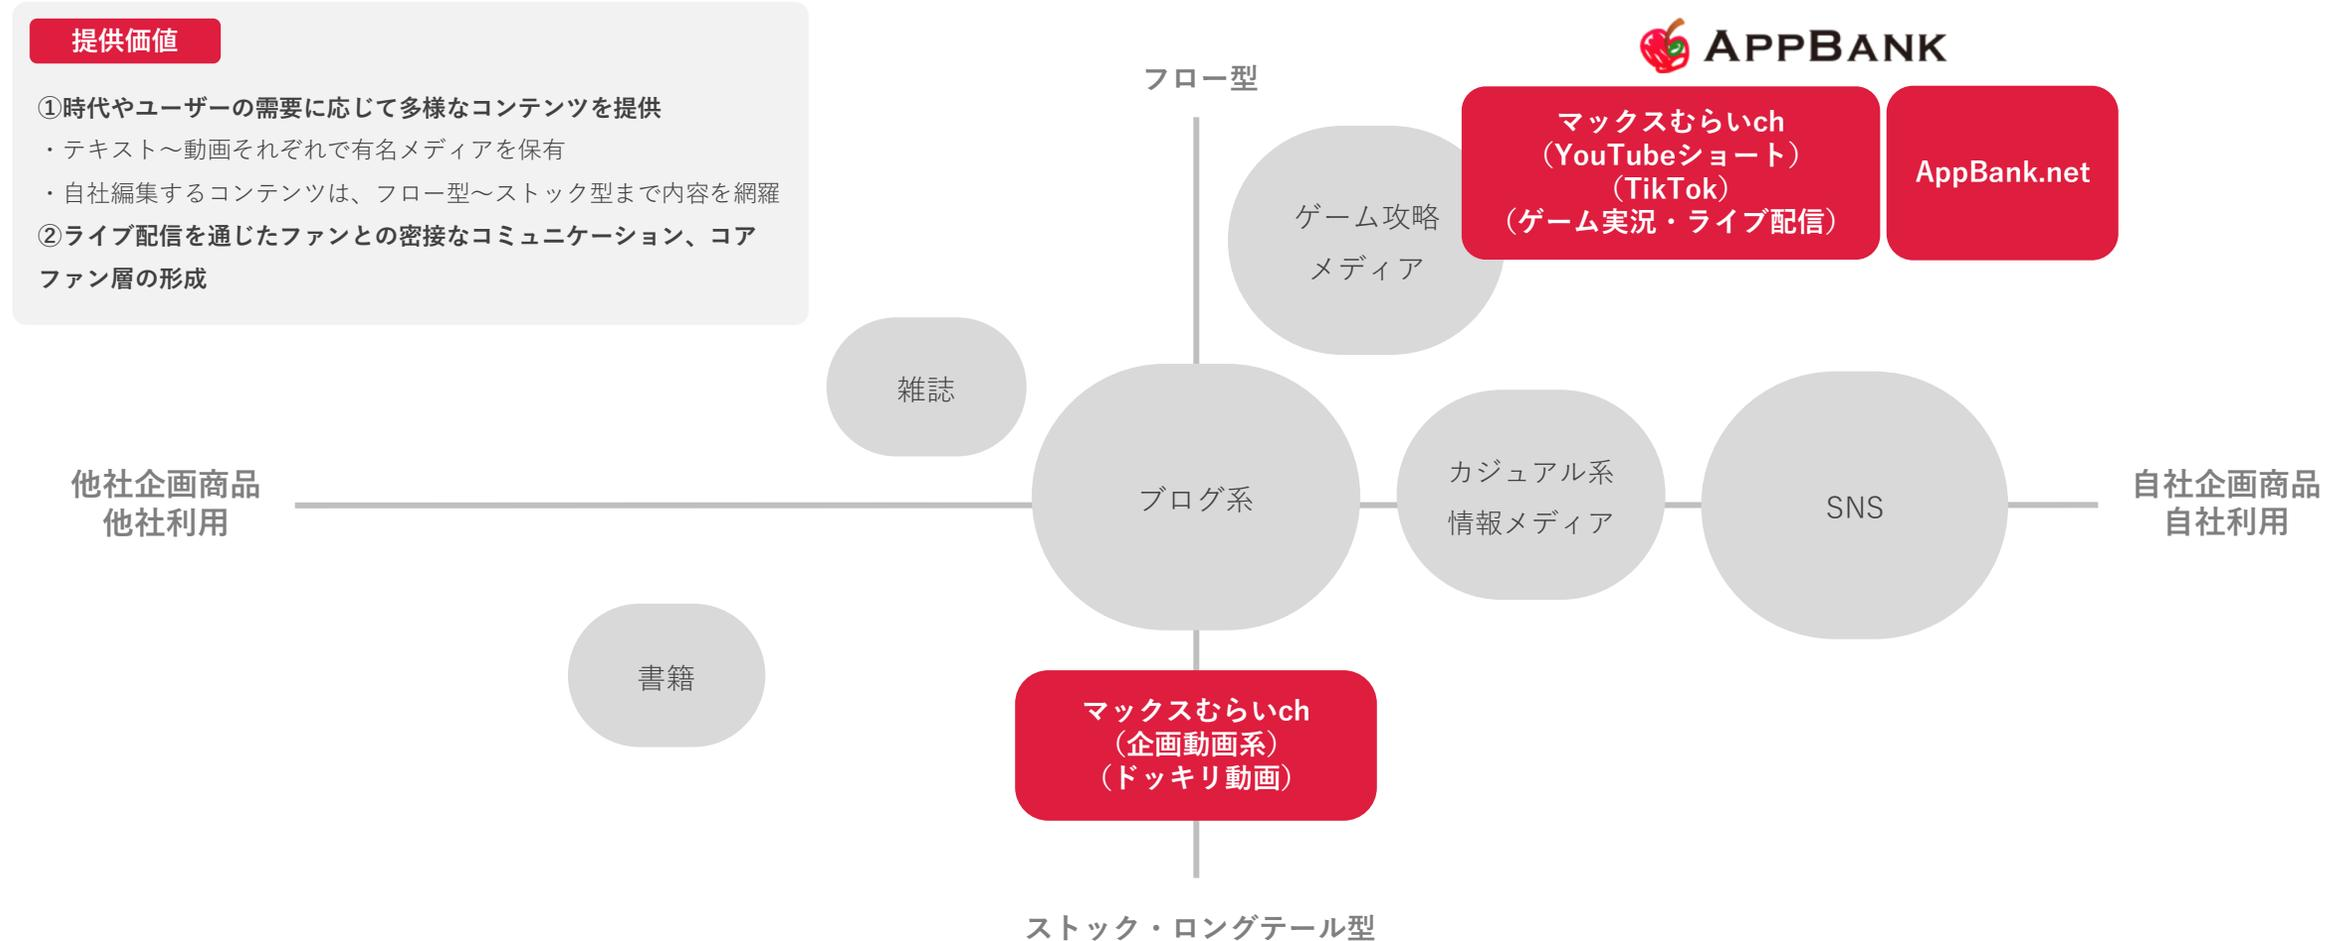 提供価値
①時代やユーザーの需要に応じて多様なコンテンツを提供
・テキスト～動画それぞれで有名メディアを保有
・自社編集するコンテンツは、フロー型～ストック型まで内容を網羅
②ライブ配信を通じたファンとの密接なコミュニケーション、コア
ファン層の形成
APPBANK
フロー型
マックスむらいch
（YouTubeショート）
（TikTok）
（ゲーム実況・ライブ配信）
AppBank.net
ゲーム攻略
メディア
雑誌
他社企画商品
他社利用
ブログ系
カジュアル系
情報メディア
SNS
自社企画商品
自社利用
書籍
マックスむらいch
（企画動画系）
（ドッキリ動画）
ストック・ロングテール型